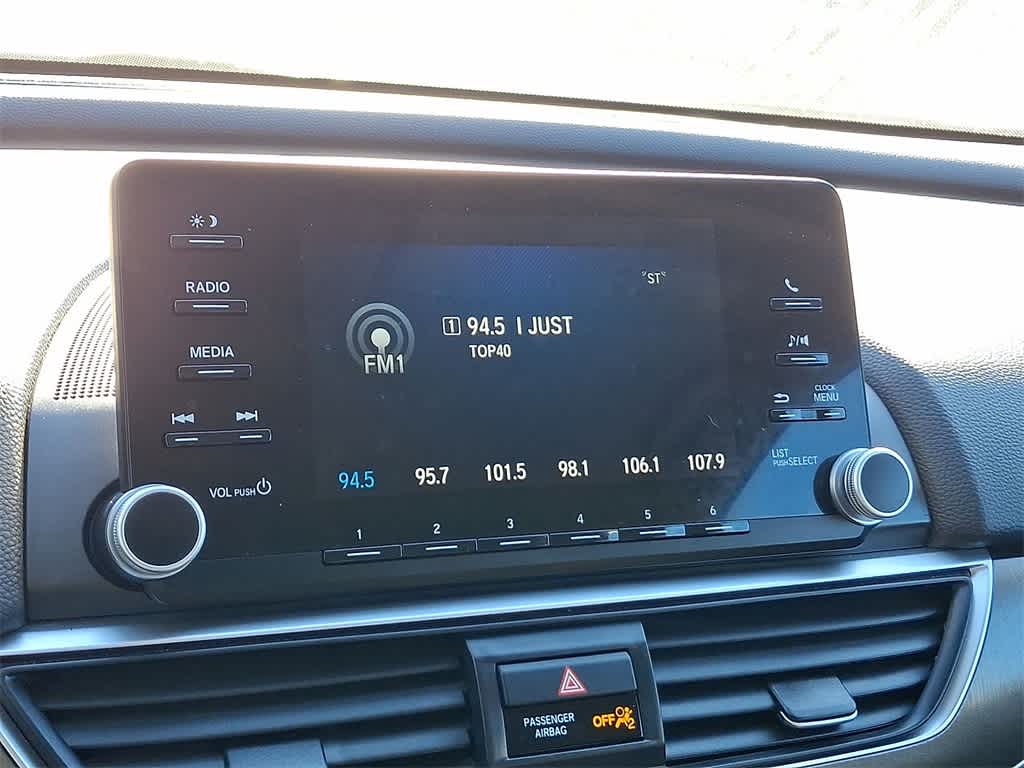 RADIO
MEDIA
VOL PUSH
FM1
1 94.5 I JUST
TOP40
ST
94.5 95.7 101.5 98.1 106.1 107.9
1 2 3 4 5 6
CLOCK
MENU
LIST
PUSH SELECT
PASSENGER
AIRBAG
OFF 2